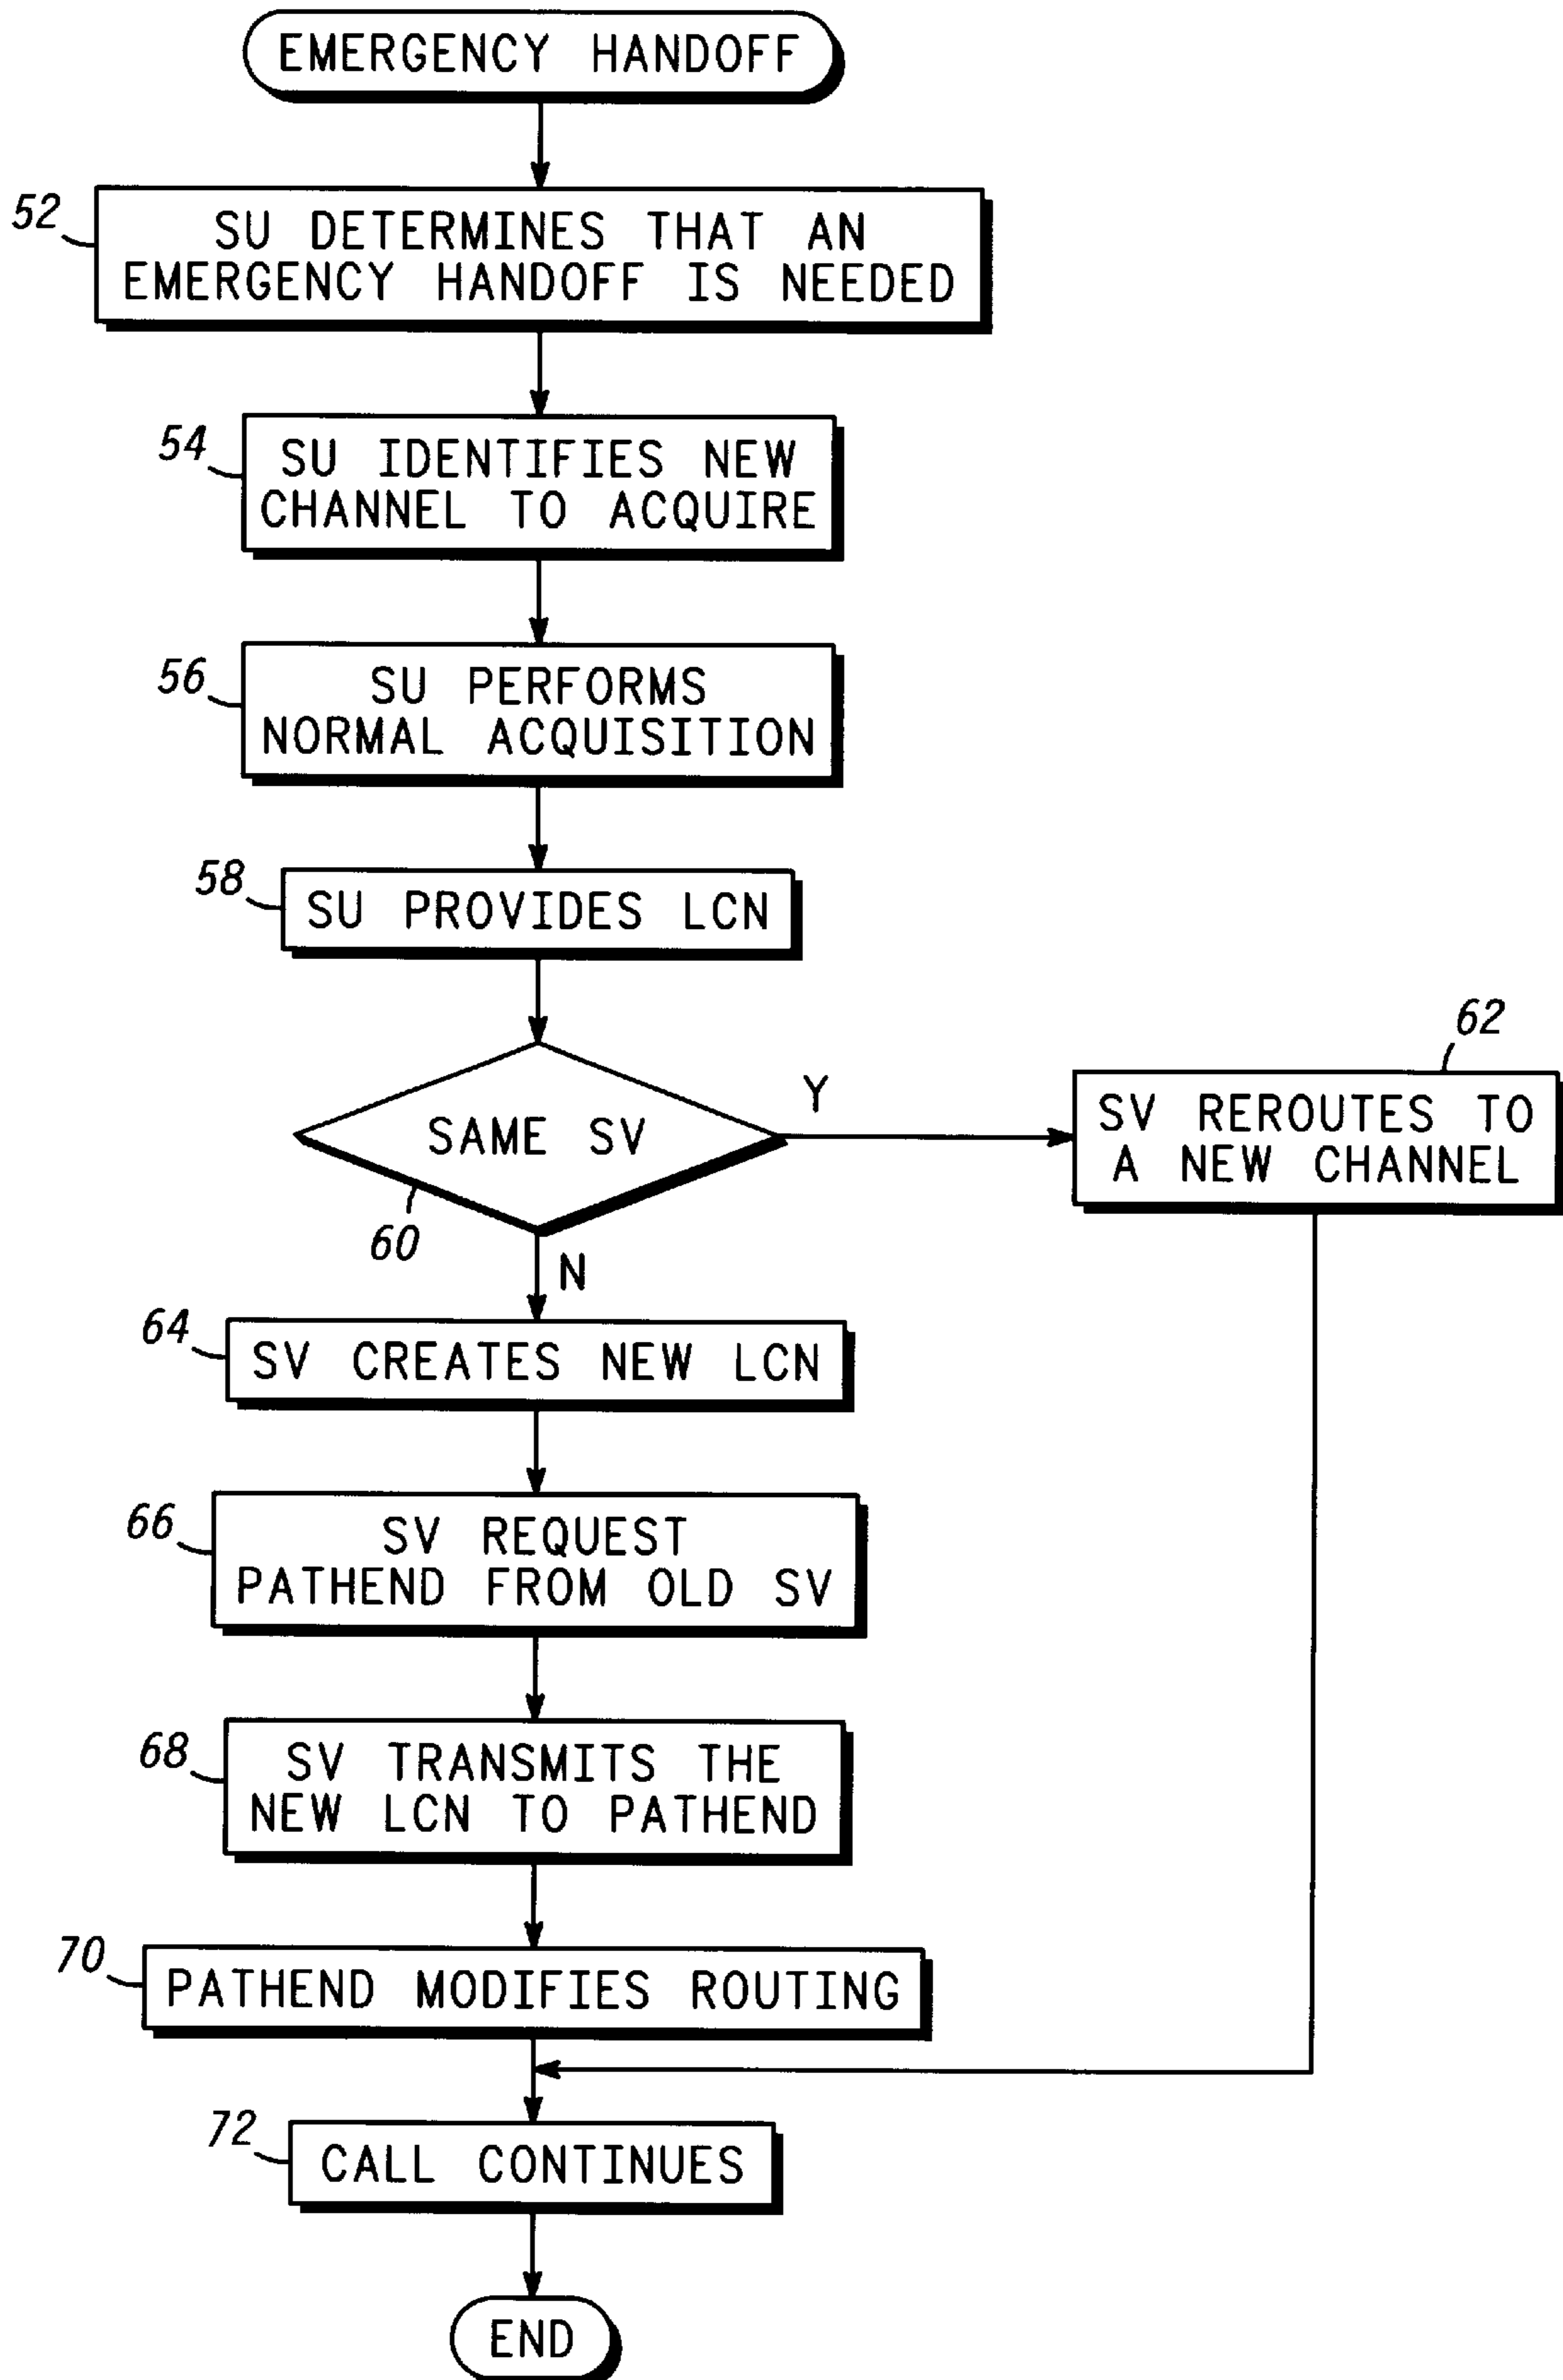 EMERGENCY HANDOFF
52
SU DETERMINES THAT AN
EMERGENCY HANDOFF IS NEEDED
54
SU IDENTIFIES NEW
CHANNEL TO ACQUIRE
56
SU PERFORMS
NORMAL ACQUISITION
58
SU PROVIDES LCN
SAME SV
60
Y
N
62
SV REROUTES TO
A NEW CHANNEL
64
SV CREATES NEW LCN
66
SV REQUEST
PATHEND FROM OLD SV
68
SV TRANSMITS THE
NEW LCN TO PATHEND
70
PATHEND MODIFIES ROUTING
72
CALL CONTINUES
END